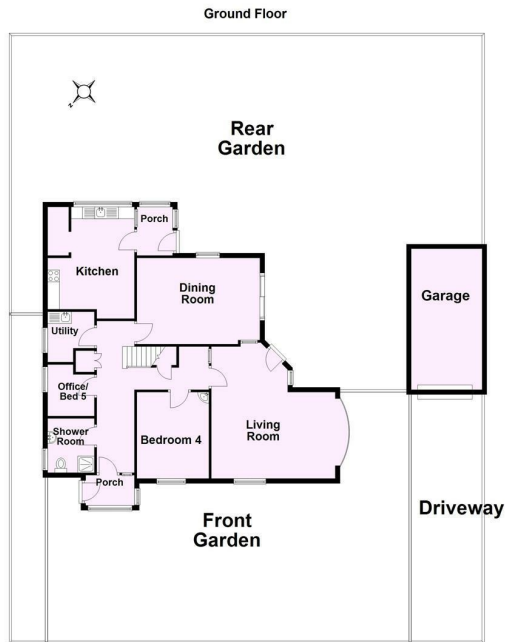 Ground Floor
N
Rear
Garden
Porch
Kitchen
Dining
Room
Garage
Utility
Office/
Bed 5
Shower
Room
Bedroom 4
Living
Room
Porch
Driveway
Front
Garden